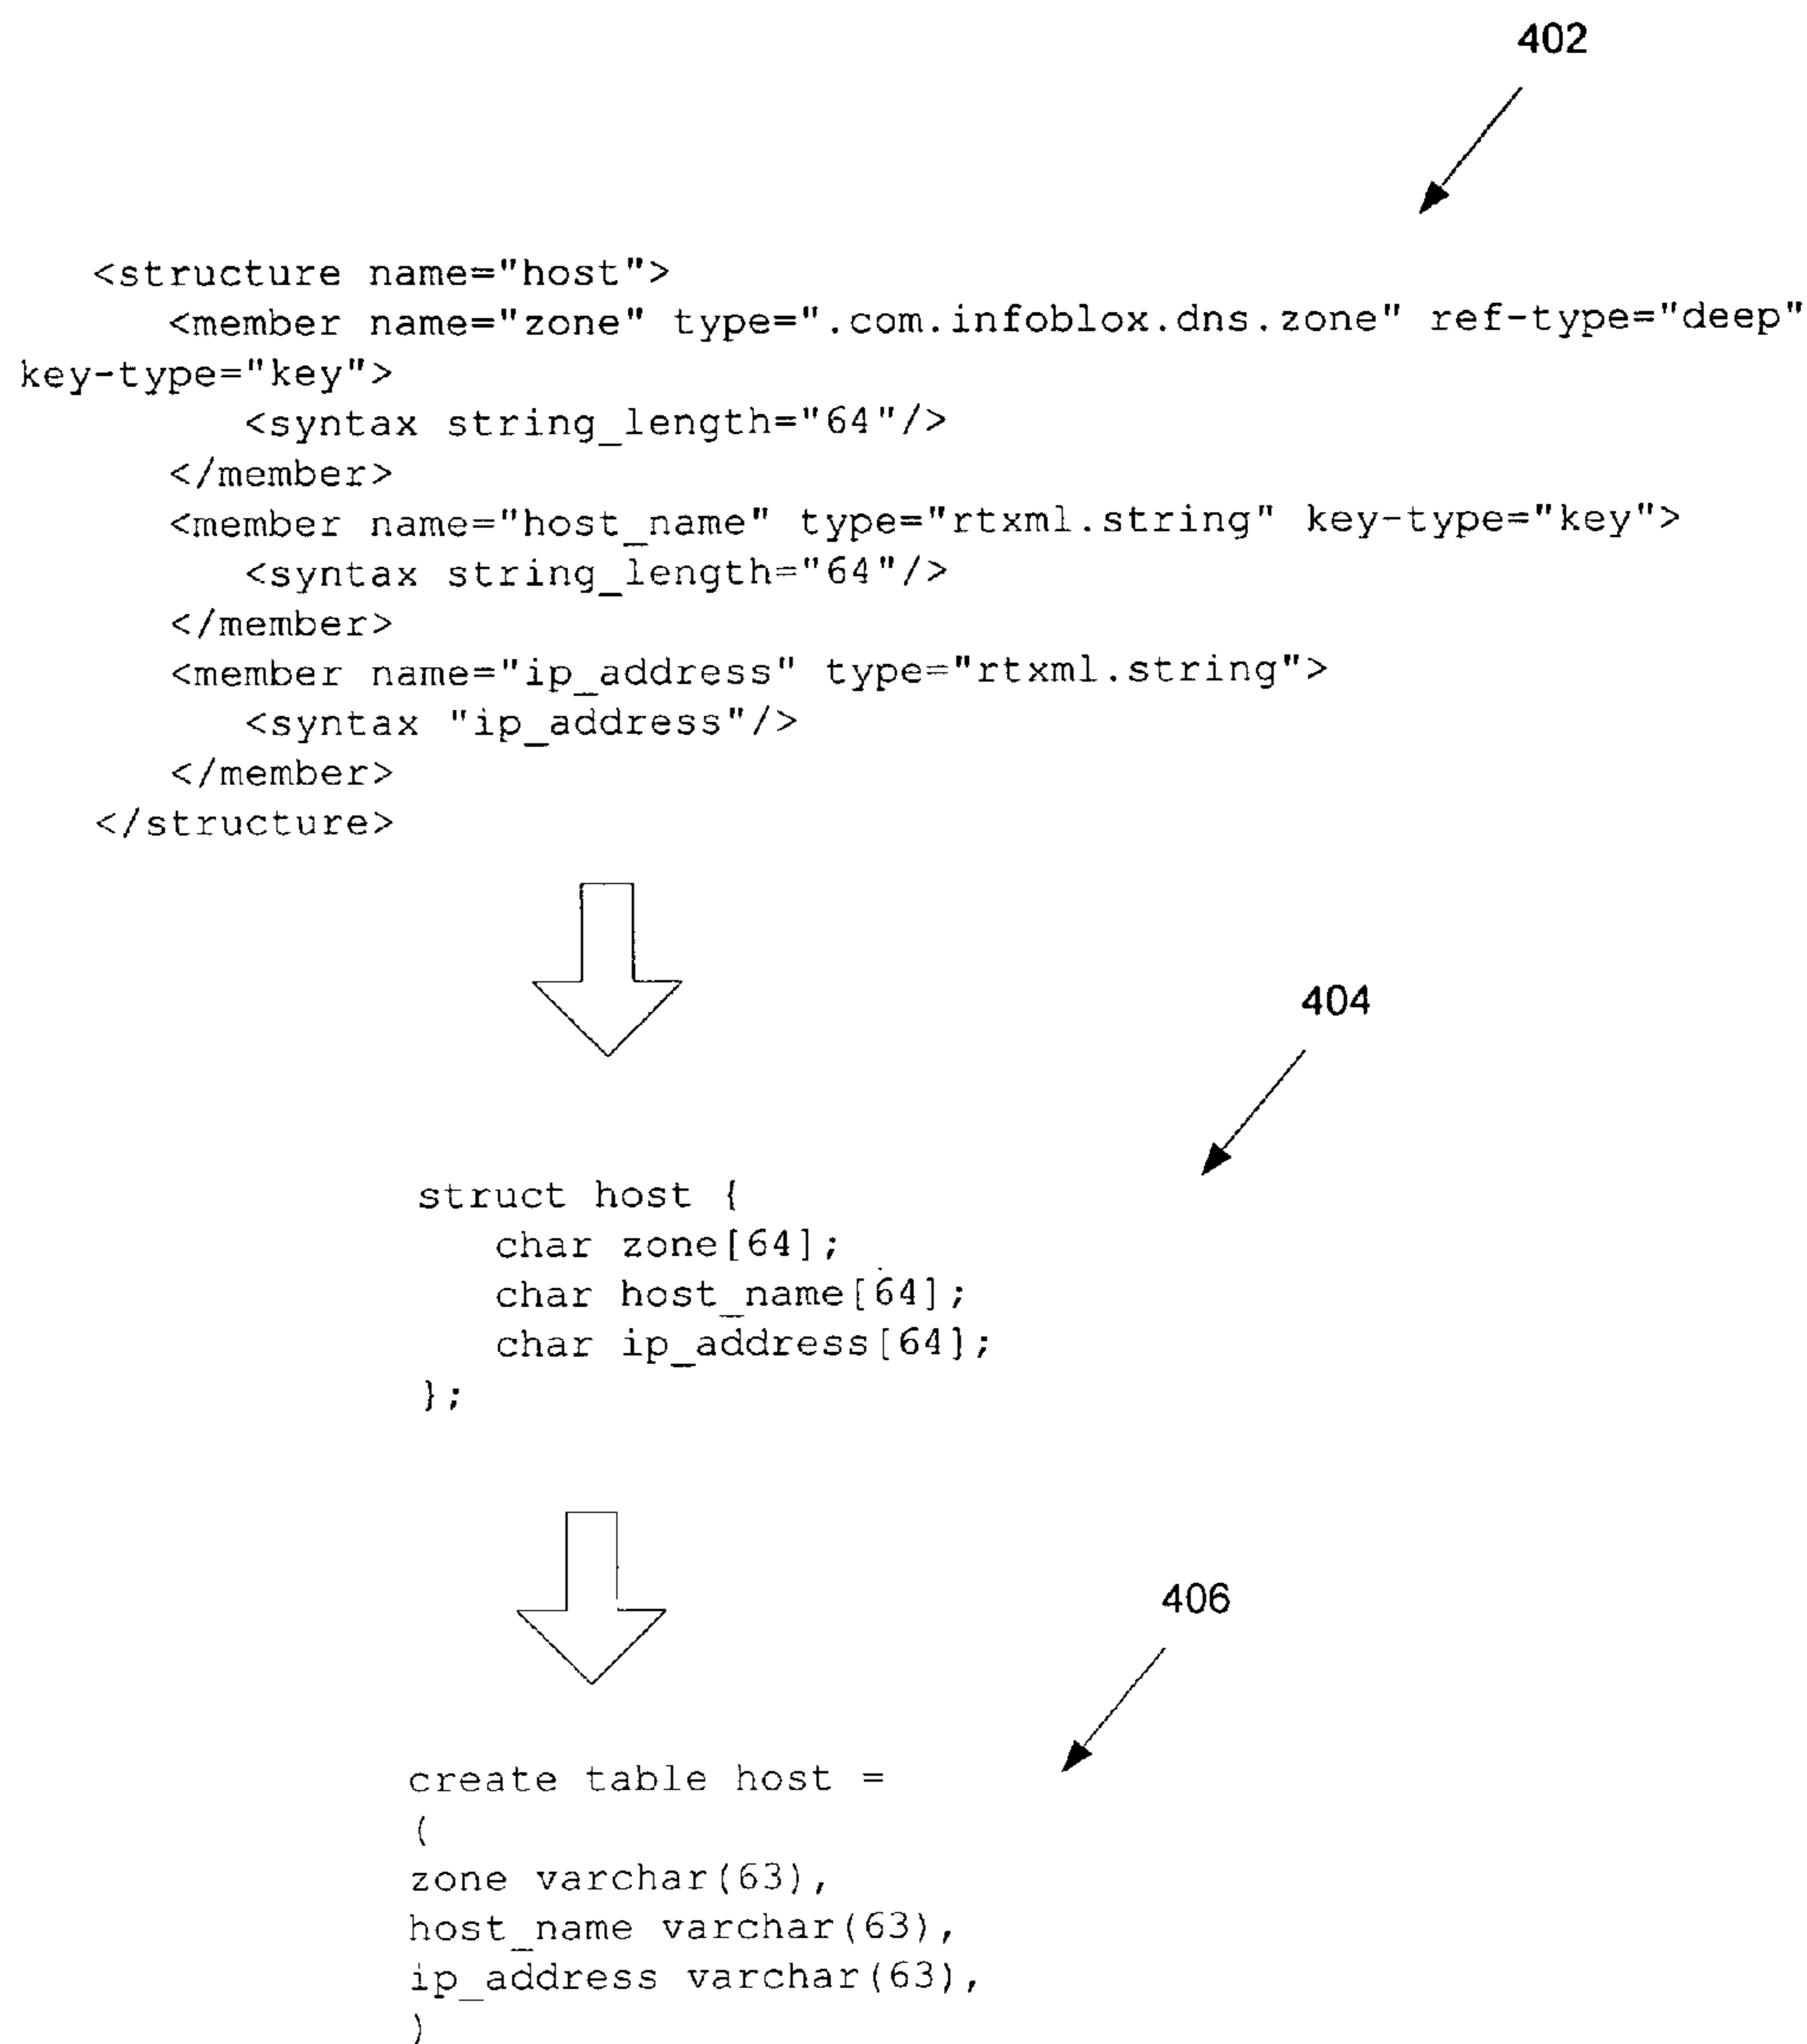 402
<structure name="host">
<member name="zone" type=".com.infoblox.dns.zone" ref-type="deep"
key-type="key">
<syntax string_length="64"/>
</member>
<member name="host_name" type="rtxml.string" key-type="key">
<syntax string_length="64"/>
</member>
<member name="ip_address" type="rtxml.string">
<syntax "ip_address"/>
</member>
</structure>
404
struct host {
char zone[64];
char host_name[64];
char ip_address[64];
};
406
create table host =
(
zone varchar(63),
host_name varchar(63),
ip_address varchar(63),
)